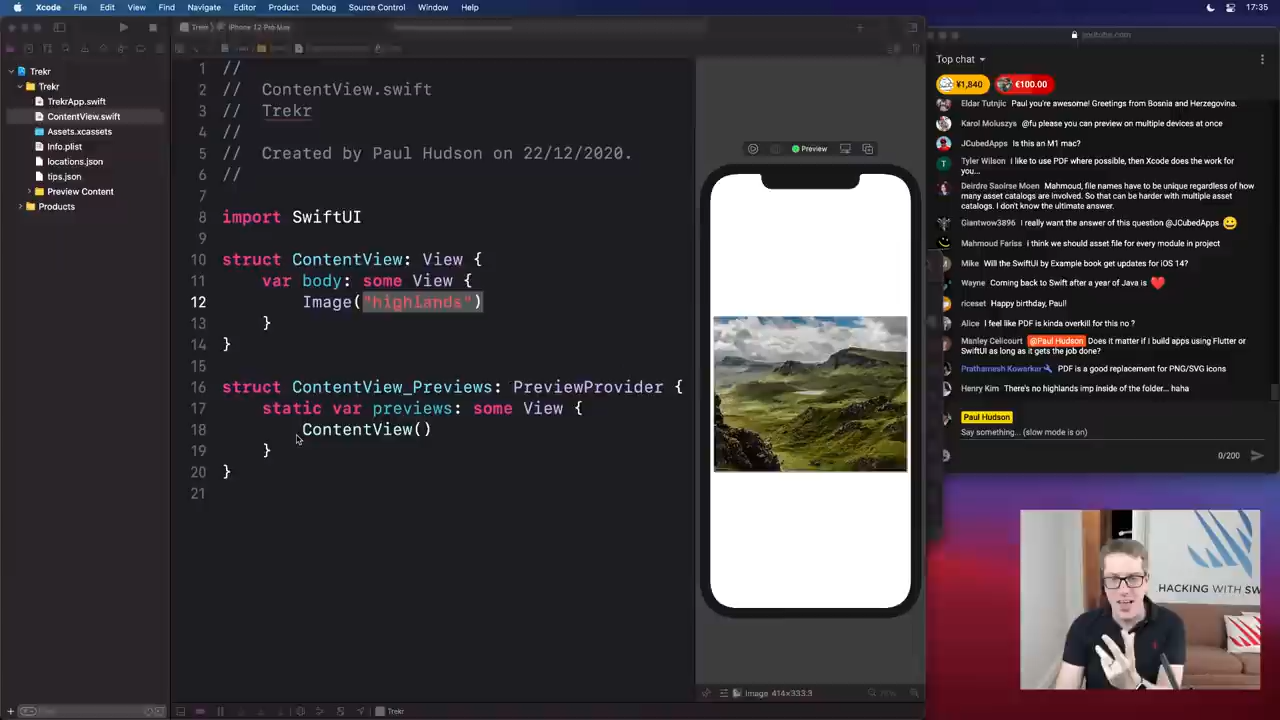 Xcode File Edit View Find Navigate Editor Product Debug Source Control Window Help 17:35
Trekr iPhone 12 Pro Max
youtube.com
Trekr
Trekr
TrekrApp.swift
ContentView.swift
Assets.xcassets
Info.plist
locations.json
tips.json
Preview Content
Products
1 //
2 // ContentView.swift
3 // Trekr
4 //
5 // Created by Paul Hudson on 22/12/2020.
6 //
7
8 import SwiftUI
9
10 struct ContentView: View {
11 var body: some View {
12 Image("highlands")
13 }
14 }
15
16 struct ContentView_Previews: PreviewProvider {
17 static var previews: some View {
18 ContentView()
19 }
20 }
21
Preview
Image 414×333.3
Trekr
Top chat
¥1,840 €100.00
Eldar Tutnjic Paul you're awesome! Greetings from Bosnia and Herzegovina.
Karol Moluszys @fu please you can preview on multiple devices at once
JCubedApps Is this an M1 mac?
T Tyler Wilson I like to use PDF where possible, then Xcode does the work for
you...
Deirdre Saoirse Moen Mahmoud, file names have to be unique regardless of how
many asset catalogs are involved. So that can be harder with multiple asset
catalogs. I don't know the ultimate answer.
Giantwow3896 I really want the answer of this question @JCubedApps
Mahmoud Fariss i think we should asset file for every module in project
Mike Will the SwiftUI by Example book get updates for iOS 14?
Wayne Coming back to Swift after a year of Java is
riceset Happy birthday, Paul!
Alice I feel like PDF is kinda overkill for this no ?
Manley Celicourt @Paul Hudson Does it matter if I build apps using Flutter or
SwiftUI as long as it gets the job done?
Prathamesh Kowarkar PDF is a good replacement for PNG/SVG icons
Henry Kim There's no highlands imp inside of the folder... haha
Paul Hudson
Say something... (slow mode is on)
0/200
HACKING WITH SW